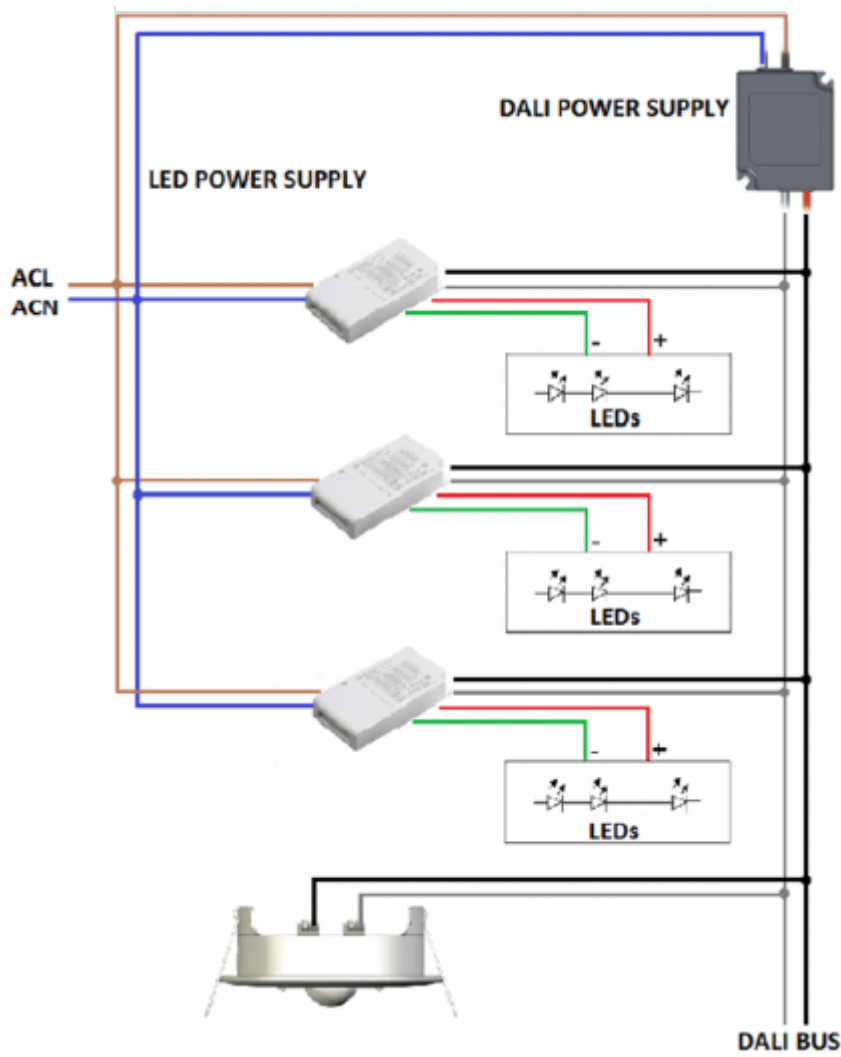 DALI POWER SUPPLY
LED POWER SUPPLY
ACL
ACN
- +
LEDs
- +
LEDs
- +
LEDs
DALI BUS